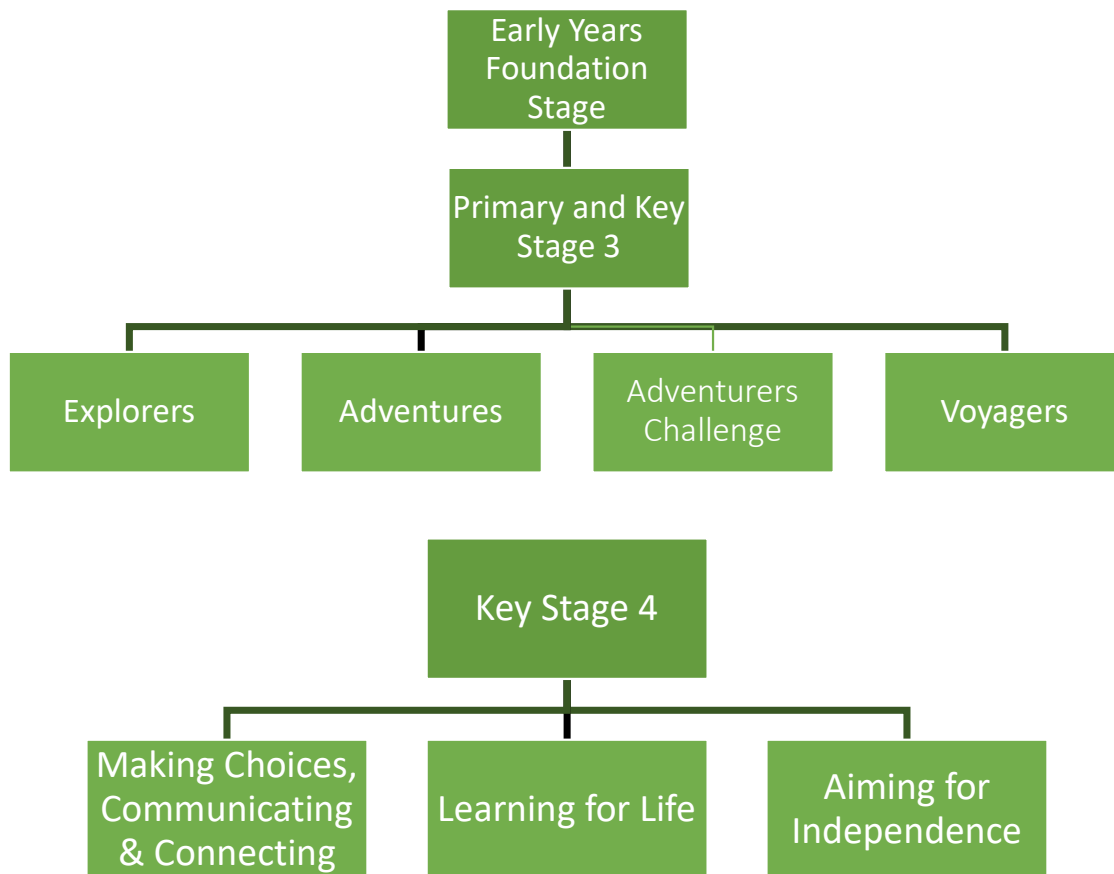 Early Years
Foundation
Stage
Primary and Key
Stage 3
Explorers
Adventures
Adventurers
Challenge
Voyagers
Key Stage 4
Making Choices,
Communicating
& Connecting
Learning for Life
Aiming for
Independence